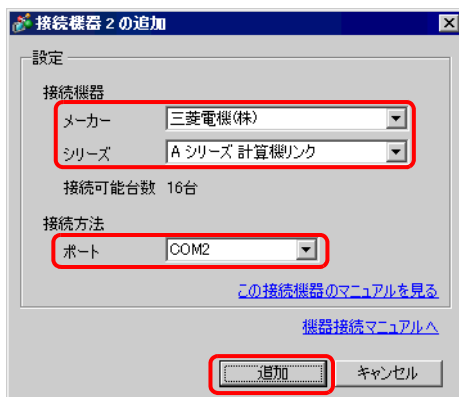 接続機器 2 の追加
設定
接続機器
メーカー 三菱電機(株)
シリーズ A シリーズ 計算機リンク
接続可能台数 16台
接続方法
ポート COM2
この接続機器のマニュアルを見る
機器接続マニュアルへ
追加 キャンセル